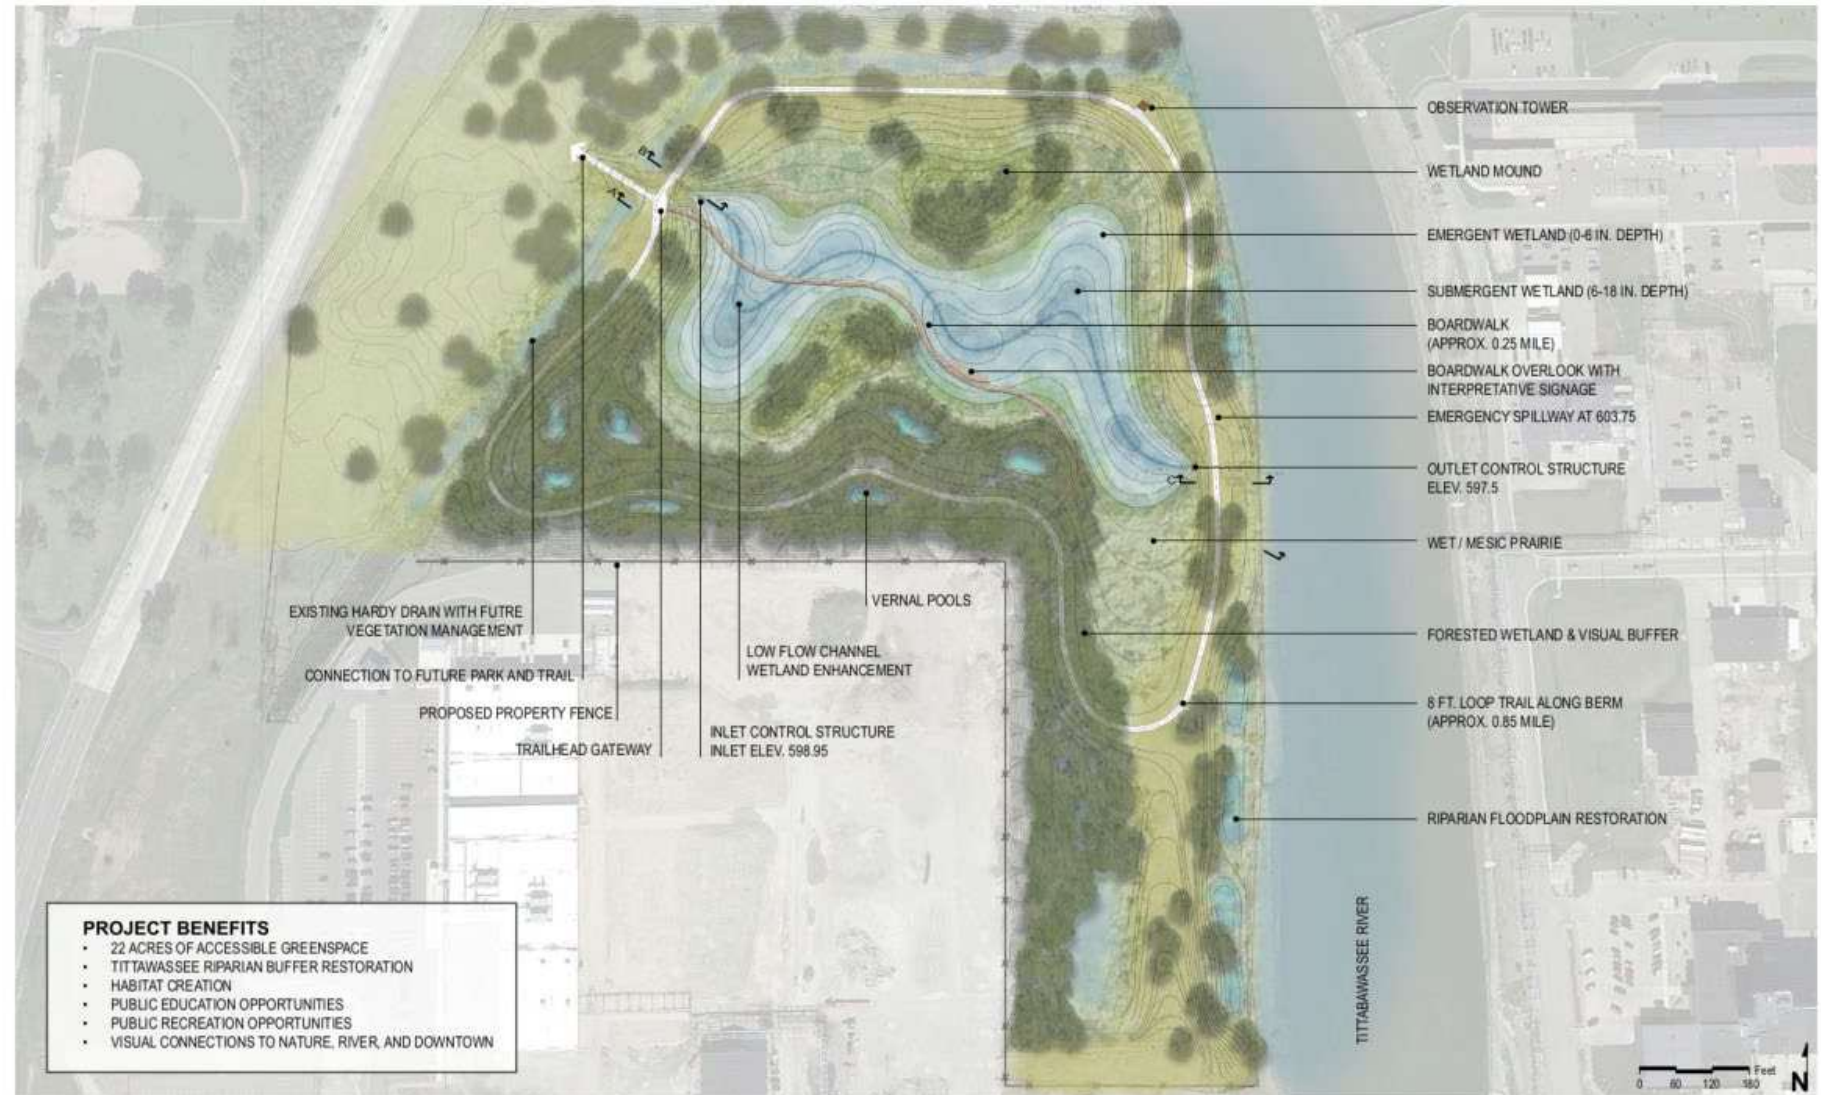 OBSERVATION TOWER
WETLAND MOUND
EMERGENT WETLAND (0-6 IN. DEPTH)
SUBMERGENT WETLAND (6-18 IN. DEPTH)
BOARDWALK
(APPROX. 0.25 MILE)
BOARDWALK OVERLOOK WITH
INTERPRETATIVE SIGNAGE
EMERGENCY SPILLWAY AT 603.75
OUTLET CONTROL STRUCTURE
ELEV. 597.5
WET / MESIC PRAIRIE
FORESTED WETLAND & VISUAL BUFFER
8 FT. LOOP TRAIL ALONG BERM
(APPROX. 0.85 MILE)
RIPARIAN FLOODPLAIN RESTORATION
B
A
C
EXISTING HARDY DRAIN WITH FUTRE
VEGETATION MANAGEMENT
CONNECTION TO FUTURE PARK AND TRAIL
PROPOSED PROPERTY FENCE
TRAILHEAD GATEWAY
VERNAL POOLS
LOW FLOW CHANNEL
WETLAND ENHANCEMENT
INLET CONTROL STRUCTURE
INLET ELEV. 598.95
PROJECT BENEFITS
• 22 ACRES OF ACCESSIBLE GREENSPACE
• TITTAWASSEE RIPARIAN BUFFER RESTORATION
• HABITAT CREATION
• PUBLIC EDUCATION OPPORTUNITIES
• PUBLIC RECREATION OPPORTUNITIES
• VISUAL CONNECTIONS TO NATURE, RIVER, AND DOWNTOWN
TITTABAWASSEE RIVER
Feet
0 60 120 180
N